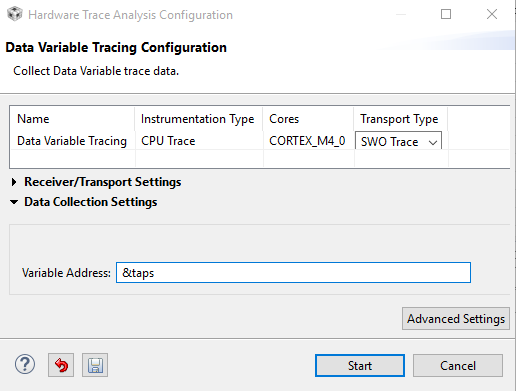 Hardware Trace Analysis Configuration
Data Variable Tracing Configuration
Collect Data Variable trace data.
Name Instrumentation Type Cores Transport Type
Data Variable Tracing CPU Trace CORTEX_M4_0 SWO Trace
Receiver/Transport Settings
Data Collection Settings
Variable Address: &taps
Advanced Settings
? Start Cancel